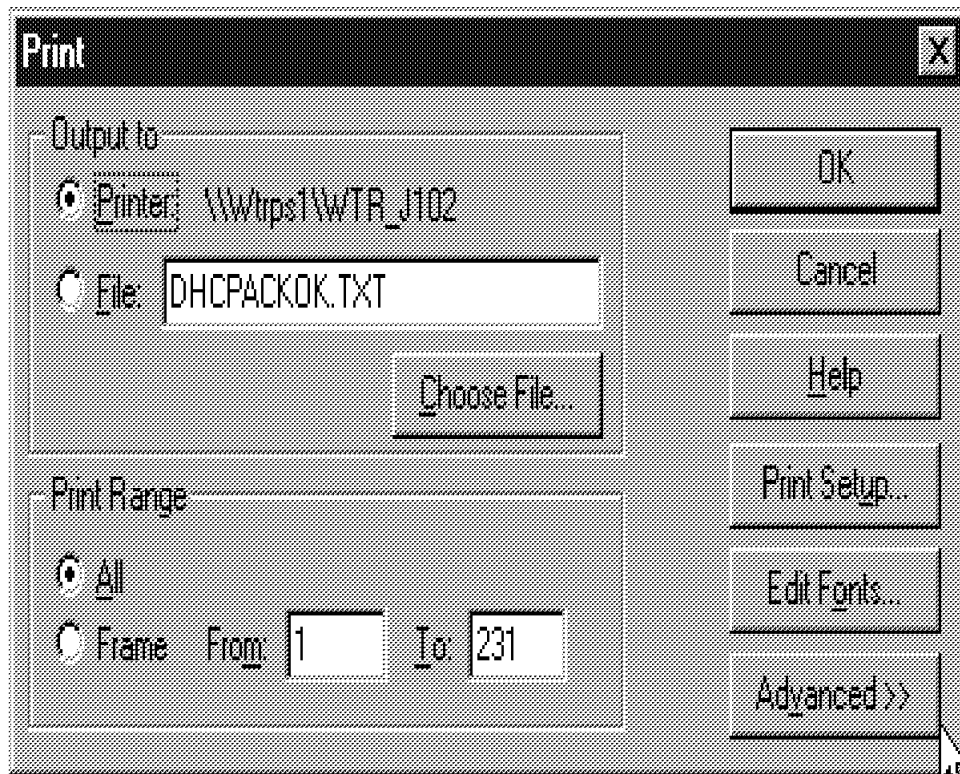 Print
Output to
Printer: \\Wtrps1\WTR_J102
File: DHCPACKOK.TXT
Choose File...
Print Range
All
Frame From: 1 To: 231
OK
Cancel
Help
Print Setup...
Edit Fonts...
Advanced >>